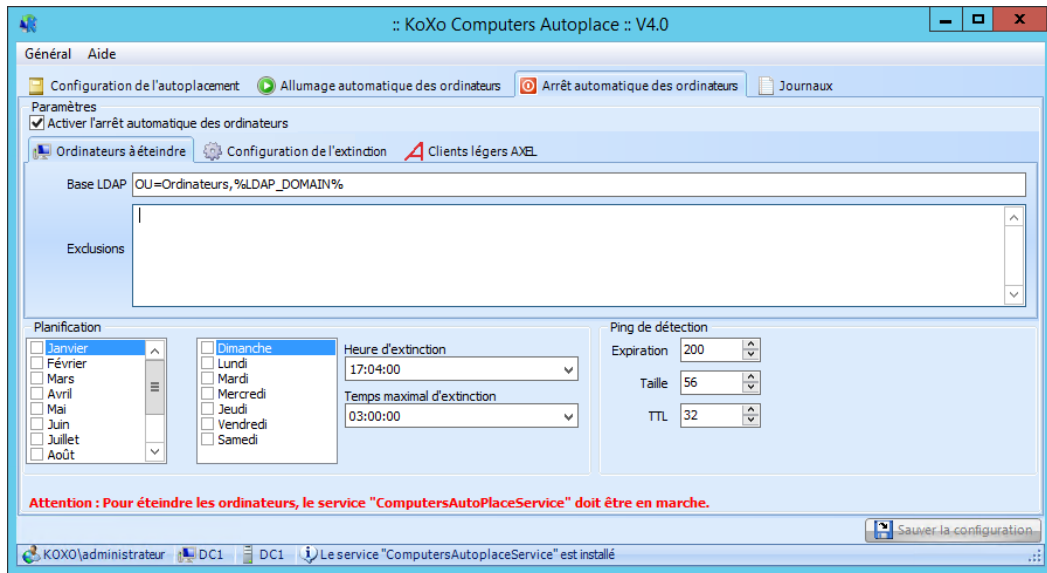 :: KoXo Computers Autoplace :: V4.0
Général Aide
Configuration de l'autoplacement Allumage automatique des ordinateurs Arrêt automatique des ordinateurs Journaux
Paramètres
Activer l'arrêt automatique des ordinateurs
Ordinateurs à éteindre Configuration de l'extinction Clients légers AXEL
Base LDAP OU=Ordinateurs,%LDAP_DOMAIN%
Exclusions
Planification
Janvier
Février
Mars
Avril
Mai
Juin
Juillet
Août
Dimanche
Lundi
Mardi
Mercredi
Jeudi
Vendredi
Samedi
Heure d'extinction
17:04:00
Temps maximal d'extinction
03:00:00
Ping de détection
Expiration 200
Taille 56
TTL 32
Attention : Pour éteindre les ordinateurs, le service "ComputersAutoPlaceService" doit être en marche.
Sauver la configuration
KOXO\administrateur DC1 DC1 Le service "ComputersAutoplaceService" est installé